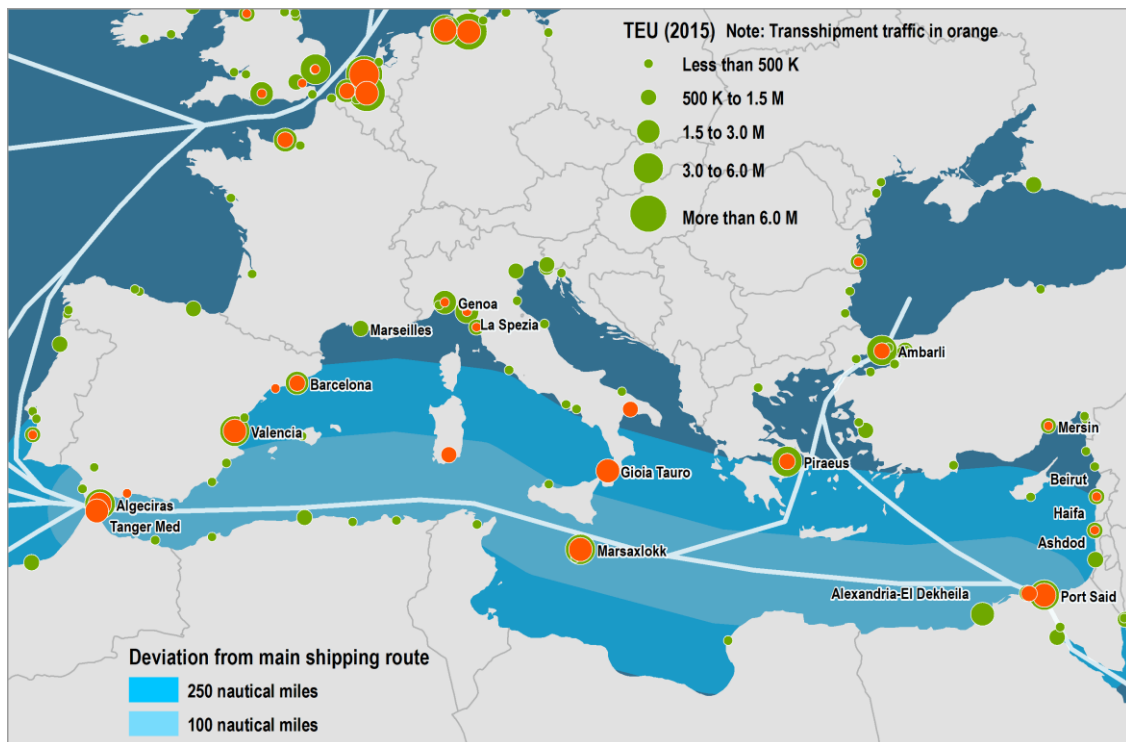 TEU (2015) Note: Transshipment traffic in orange
Less than 500 K
500 K to 1.5 M
1.5 to 3.0 M
3.0 to 6.0 M
More than 6.0 M
Genoa
La Spezia
Marseilles
Ambarli
Barcelona
Valencia
Mersin
Gioia Tauro
Piraeus
Beirut
Algeciras
Haifa
Tanger Med
Ashdod
Marsaxlokk
Alexandria-El Dekheila
Port Said
Deviation from main shipping route
250 nautical miles
100 nautical miles